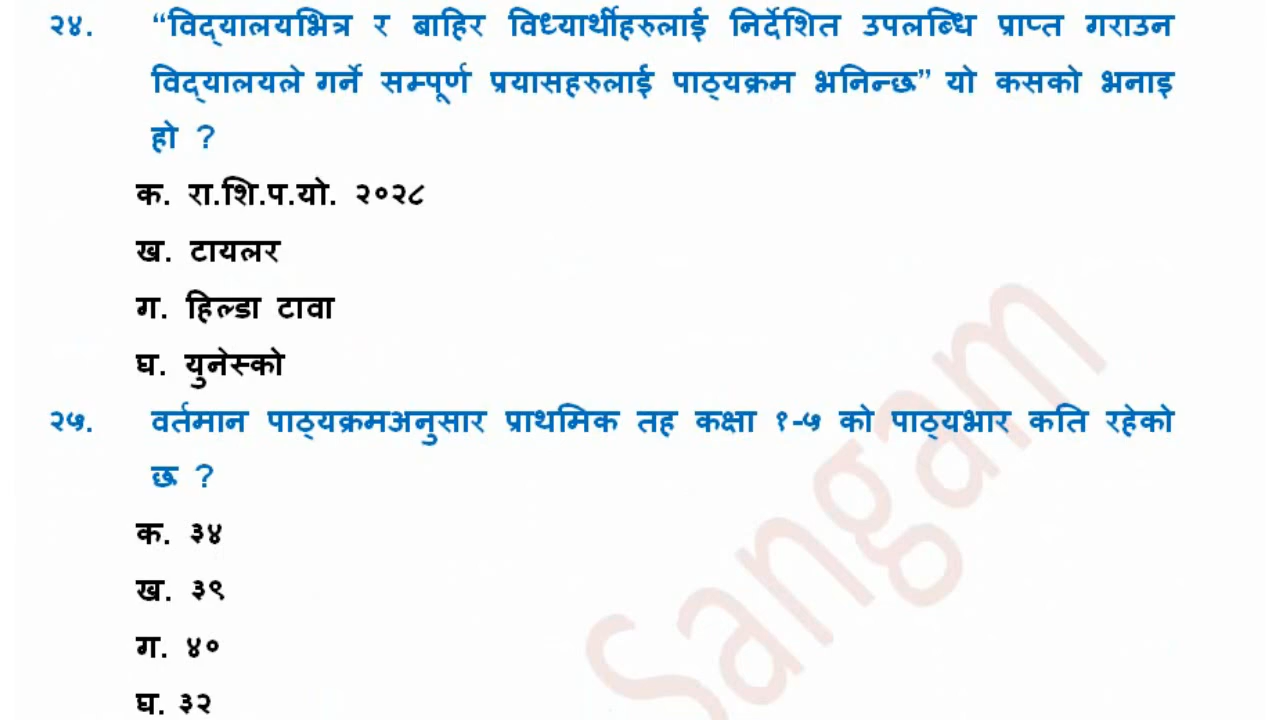 २४. “विद्यालयभित्र र बाहिर विध्यार्थीहरुलाई निर्देशित उपलब्धि प्राप्त गराउन
विद्यालयले गर्ने सम्पूर्ण प्रयासहरुलाई पाठ्यक्रम भनिन्छ” यो कसको भनाइ
हो ?
क. रा.शि.प.यो. २०२८
ख. टायलर
ग. हिल्डा टावा
घ. युनेस्को
२५. वर्तमान पाठ्यक्रमअनुसार प्राथमिक तह कक्षा १-५ को पाठ्यभार कति रहेको
छ ?
क. ३४
ख. ३९
ग. ४०
घ. ३२
Sangam